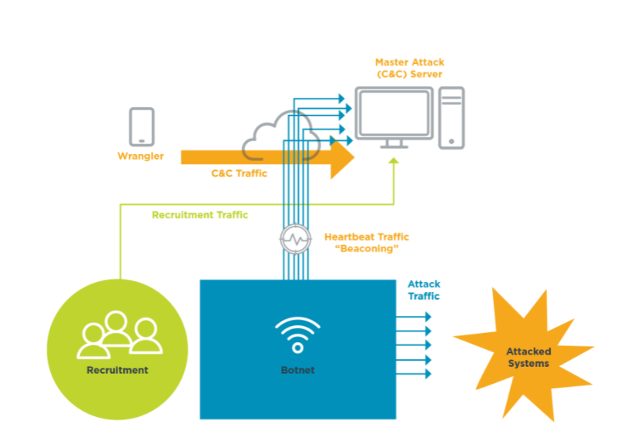 Master Attack
(C&C) Server
Wrangler
C&C Traffic
Recruitment Traffic
Heartbeat Traffic
“Beaconing”
Attack
Traffic
Recruitment
Botnet
Attacked
Systems